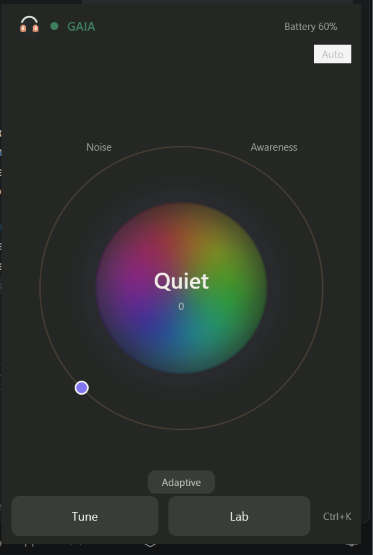 GAIA
Battery 60%
Auto
Noise
Awareness
Quiet
0
Adaptive
Tune
Lab
Ctrl+K